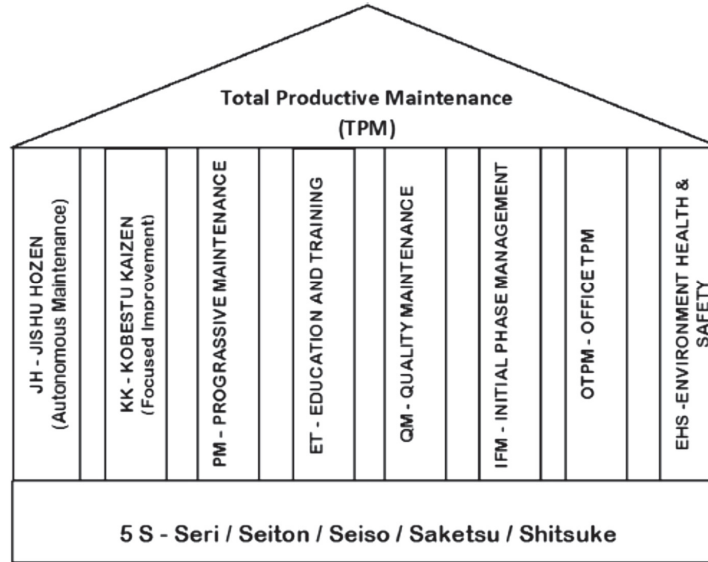 Total Productive Maintenance
(TPM)
JH - JISHU HOZEN
(Autonomous Maintenance)
KK - KOBESTU KAIZEN
(Focused Improvement)
PM - PROGRASSIVE MAINTENANCE
ET - EDUCATION AND TRAINING
QM - QUALITY MAINTENANCE
IFM - INITIAL PHASE MANAGEMENT
OTPM - OFFICE TPM
EHS -ENVIRONMENT HEALTH &
SAFETY
5 S - Seri / Seiton / Seiso / Saketsu / Shitsuke